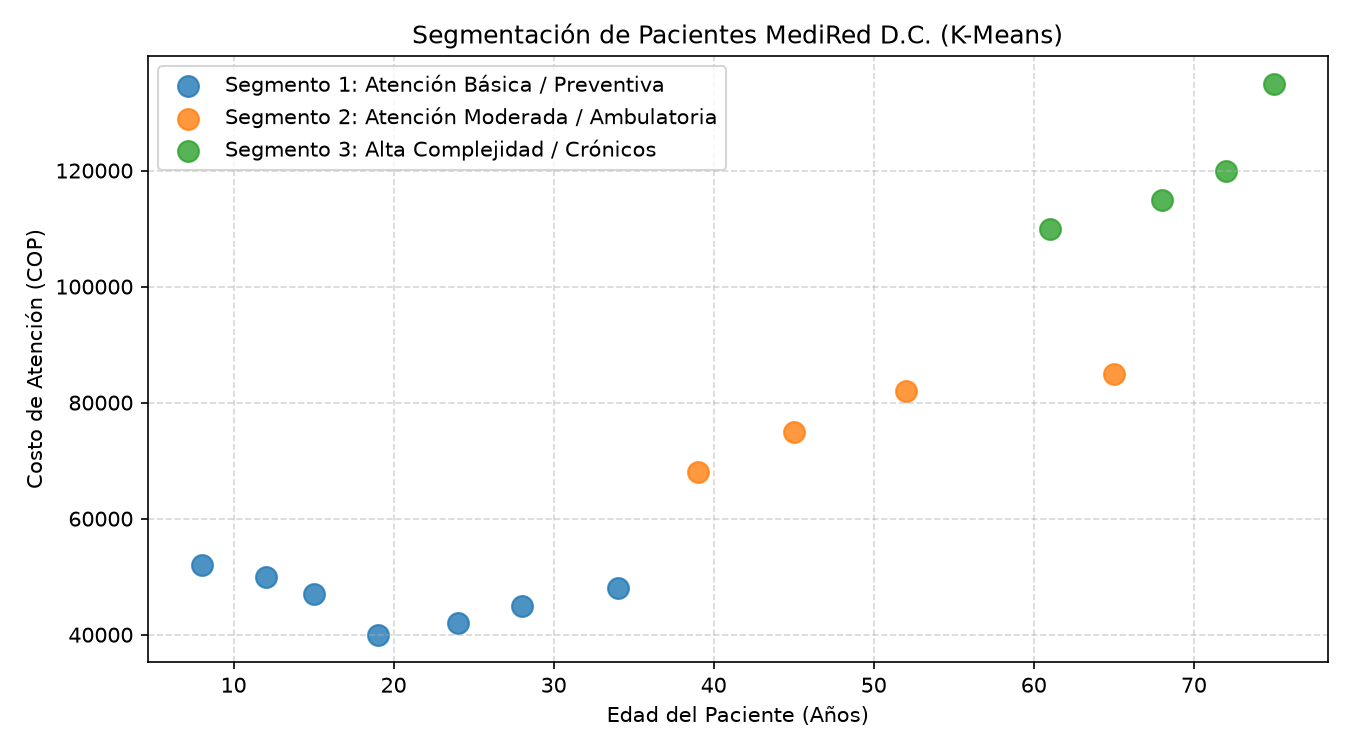 Segmentación de Pacientes MediRed D.C. (K-Means)
Segmento 1: Atención Básica / Preventiva
Segmento 2: Atención Moderada / Ambulatoria
Segmento 3: Alta Complejidad / Crónicos
Costo de Atención (COP)
120000
100000
80000
60000
40000
10 20 30 40 50 60 70
Edad del Paciente (Años)